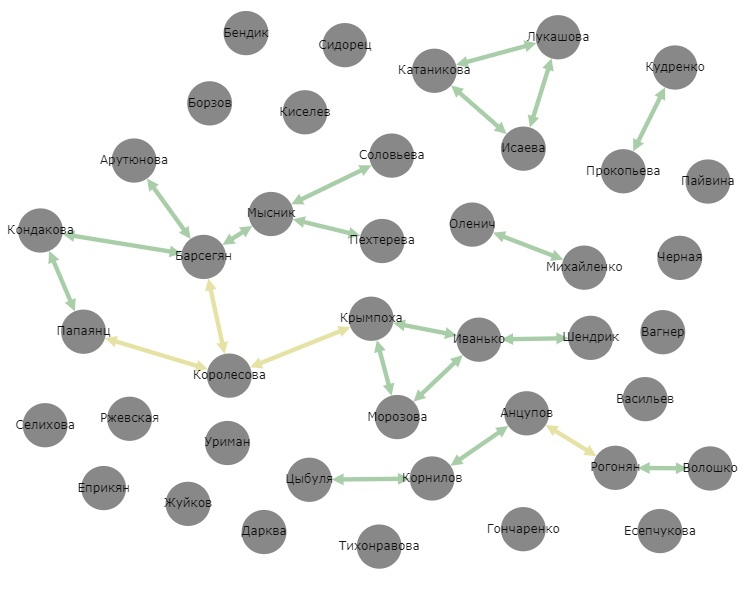 Бендик
Сидорец
Лукашова
Катаникова
Кудренко
Борзов
Киселев
Арутюнова
Соловьева
Исаева
Прокопьева
Пайвина
Мысник
Кондакова
Оленич
Пехтерева
Барсегян
Черная
Михайленко
Папаянц
Крымпоха
Иванько
Шендрик
Вагнер
Королесова
Васильев
Селихова
Ржевская
Морозова
Анцупов
Уриман
Рогонян
Волошко
Еприкян
Цыбуля
Корнилов
Жуйков
Дарква
Гончаренко
Есепчукова
Тихонравова